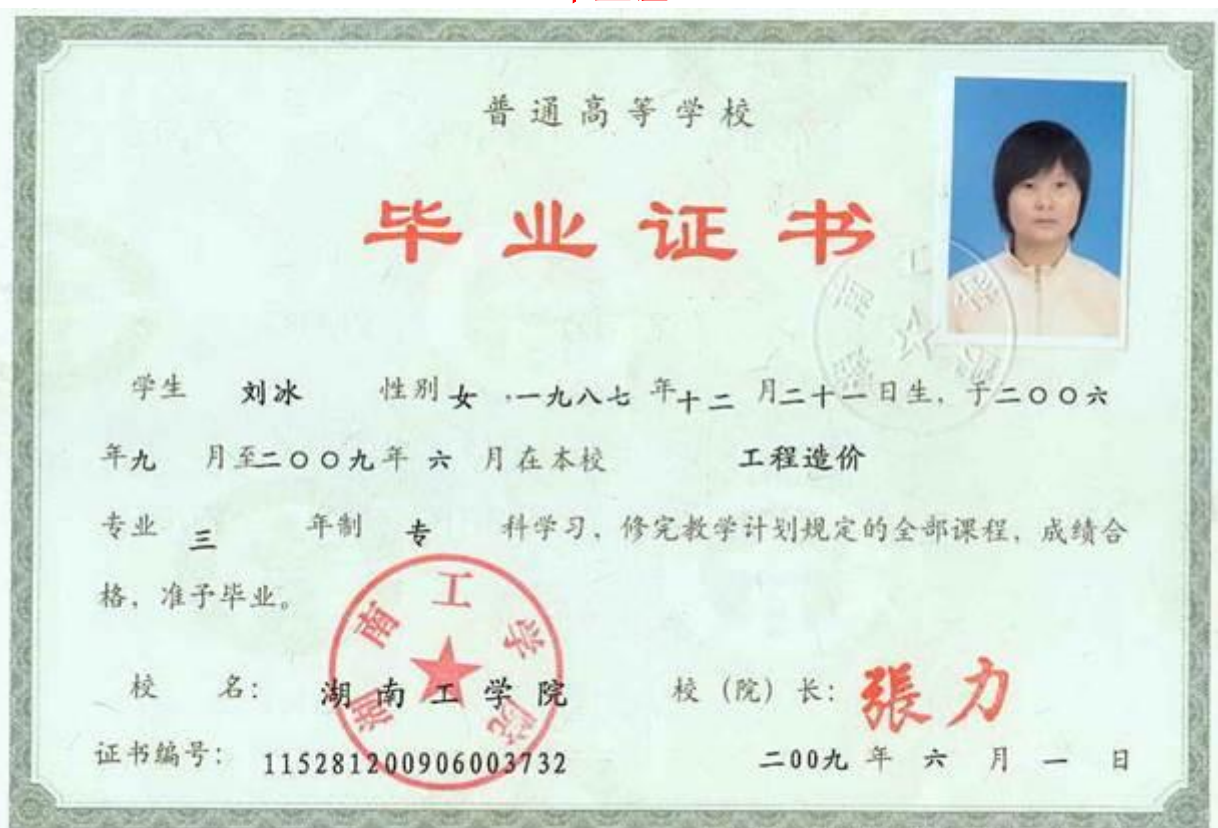 普通高等学校
毕业证书
学生 刘冰 性别 女 ，一九八七 年 十二 月 二十一 日生，于二〇〇六
年九 月至二〇〇九年 六 月在本校 工程造价
专业 三 年制 专 科学习，修完教学计划规定的全部课程，成绩合
格，准予毕业。
湖南工学院
校 名： 湖南工学院 校（院）长： 張力
证书编号： 115281200906003732 二00九 年 六 月 一 日